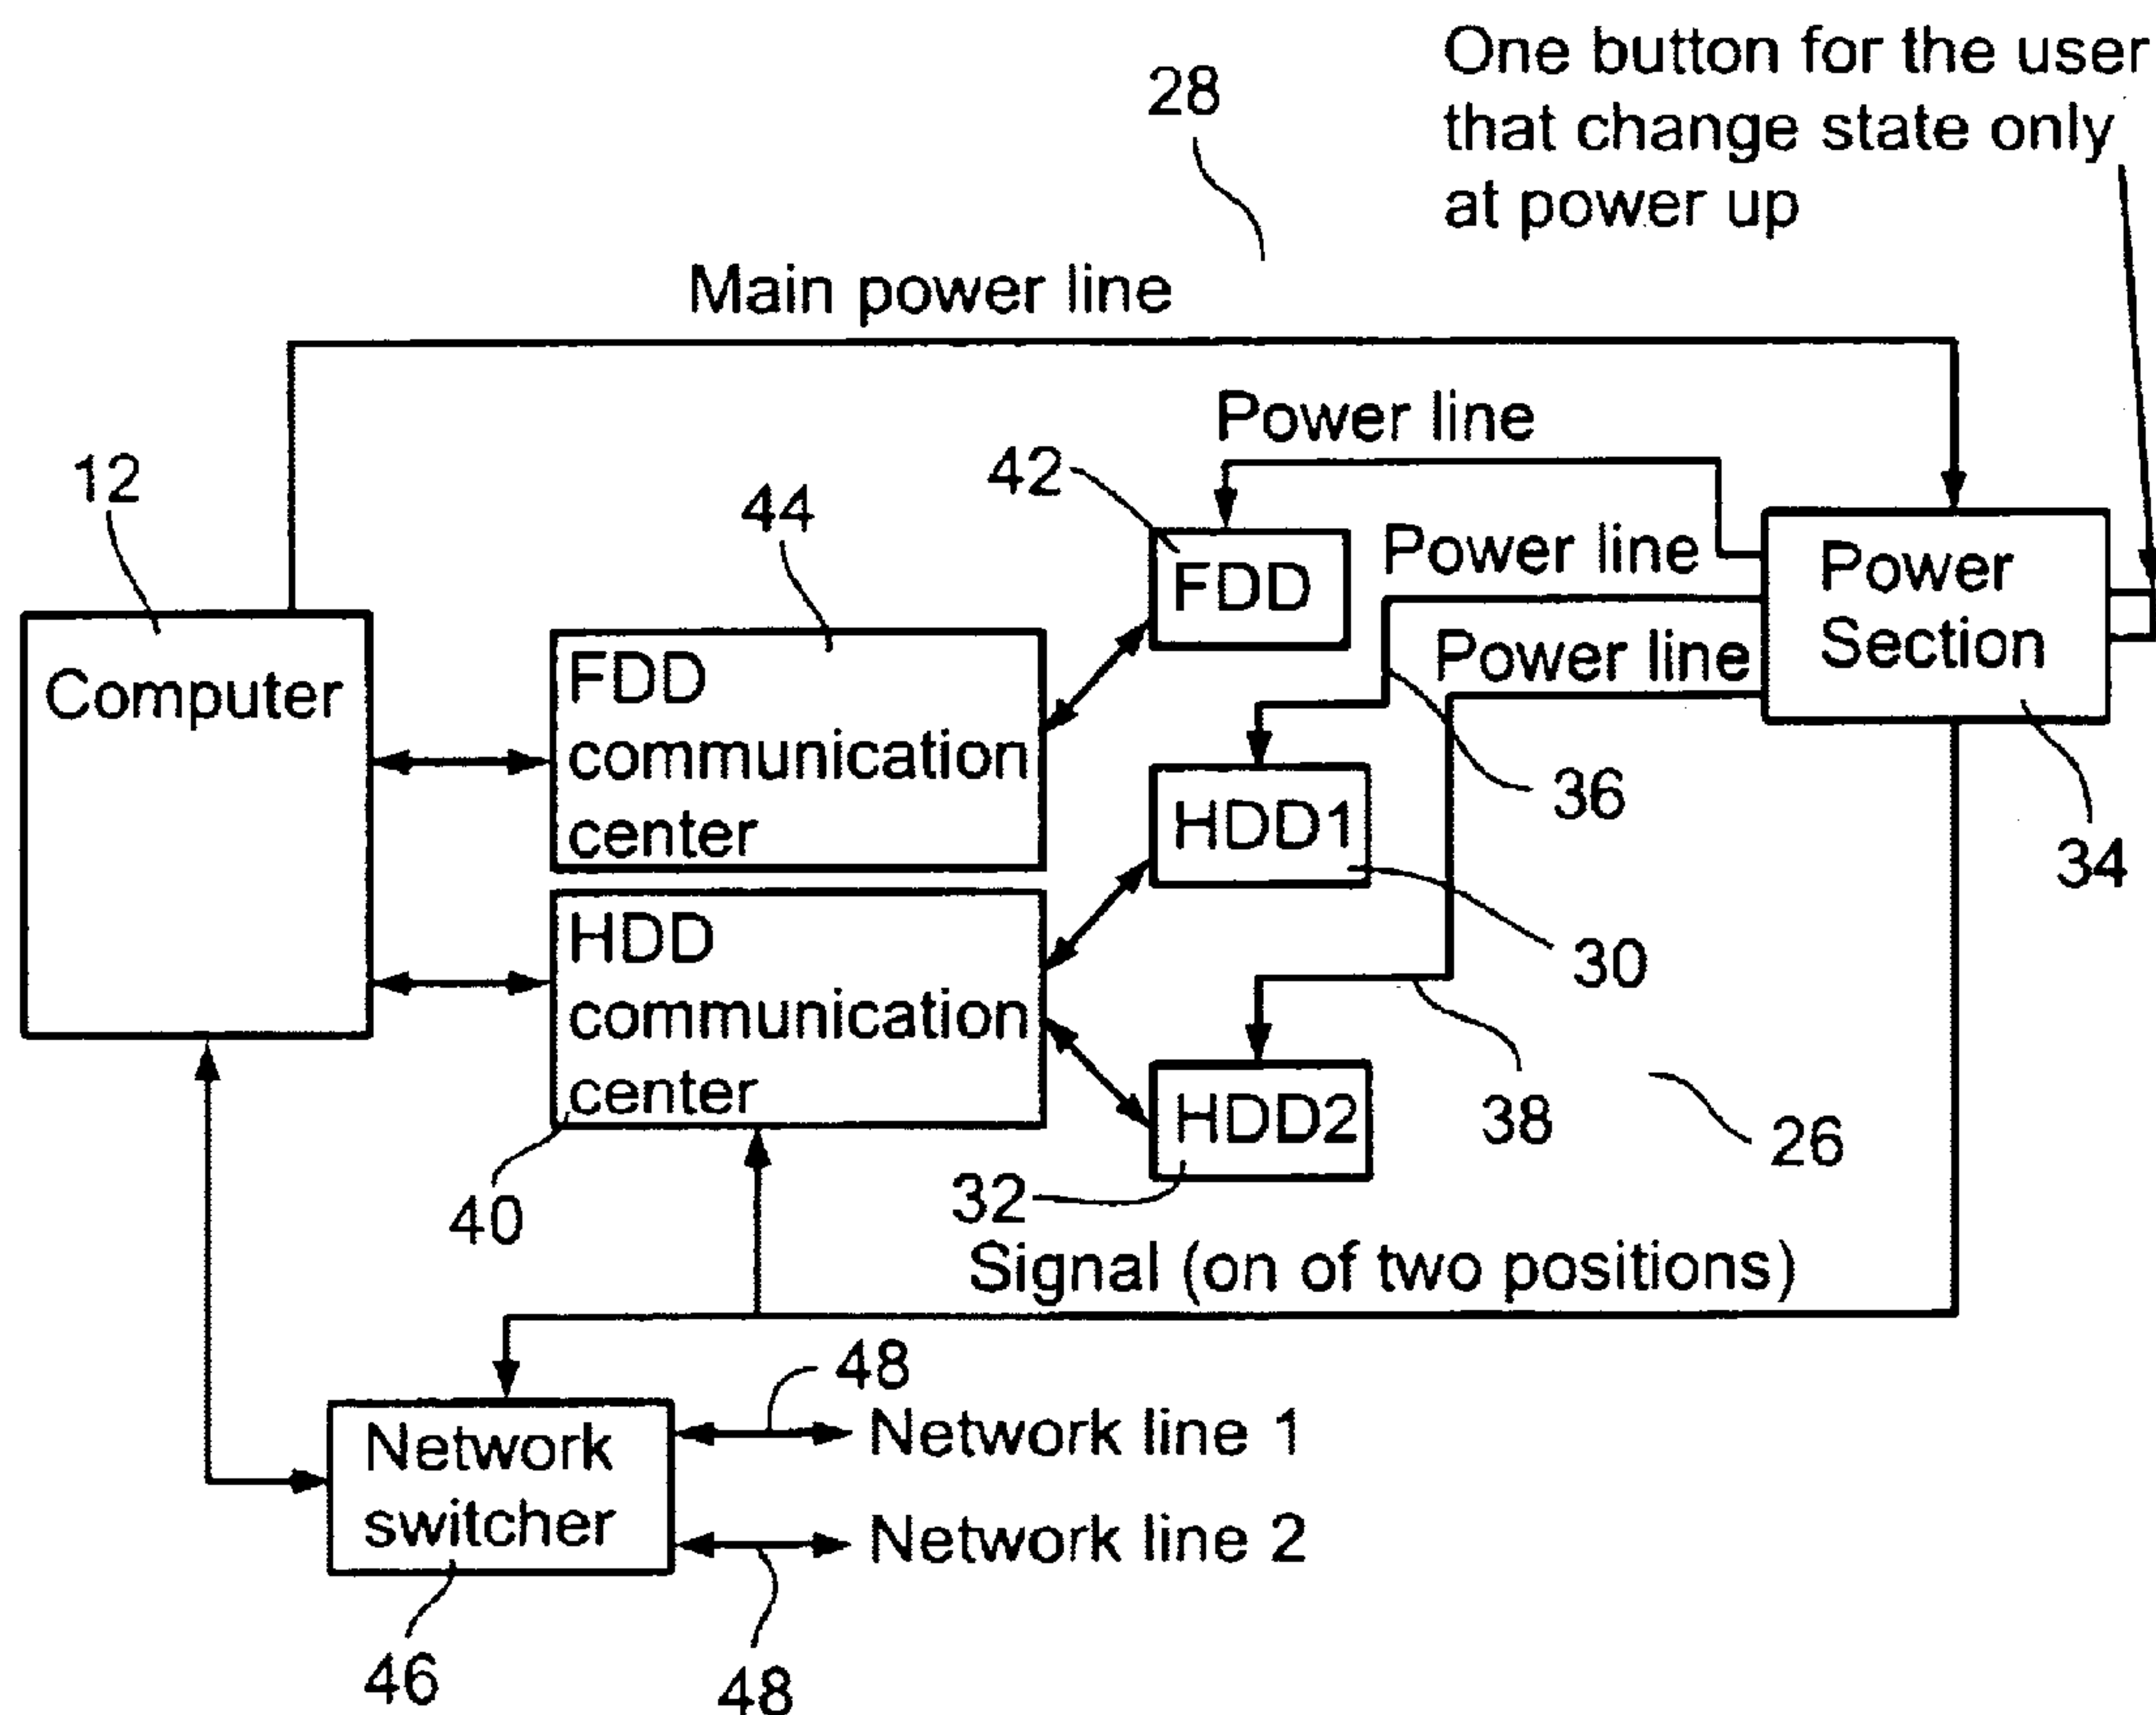 One button for the user
that change state only
at power up
28
Main power line
Power line
12
44
42
FDD
Power line
Power
Section
Power line
Computer
FDD
communication
center
36
HDD1
34
HDD
communication
center
30
HDD2
38
26
40
32
Signal (on of two positions)
48
Network line 1
Network
switcher
Network line 2
46
48